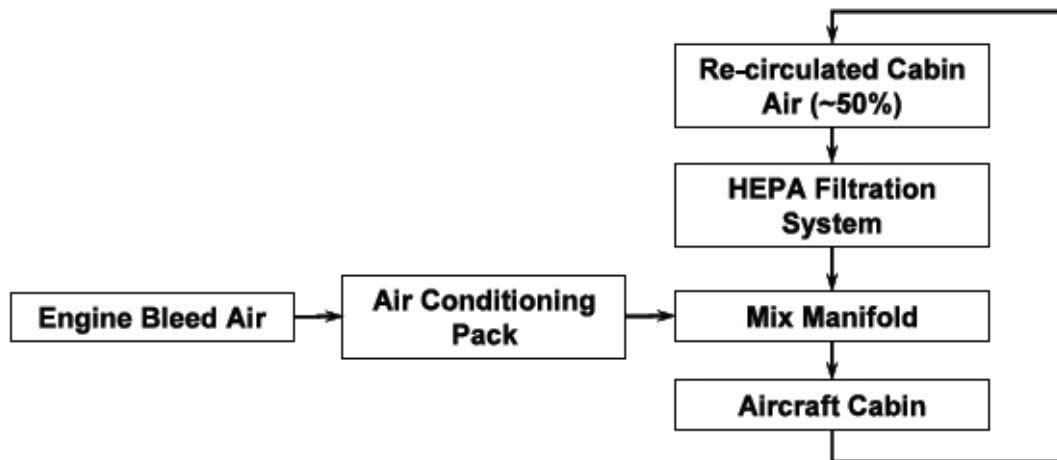 Re-circulated Cabin
Air (~50%)
HEPA Filtration
System
Engine Bleed Air
Air Conditioning
Pack
Mix Manifold
Aircraft Cabin